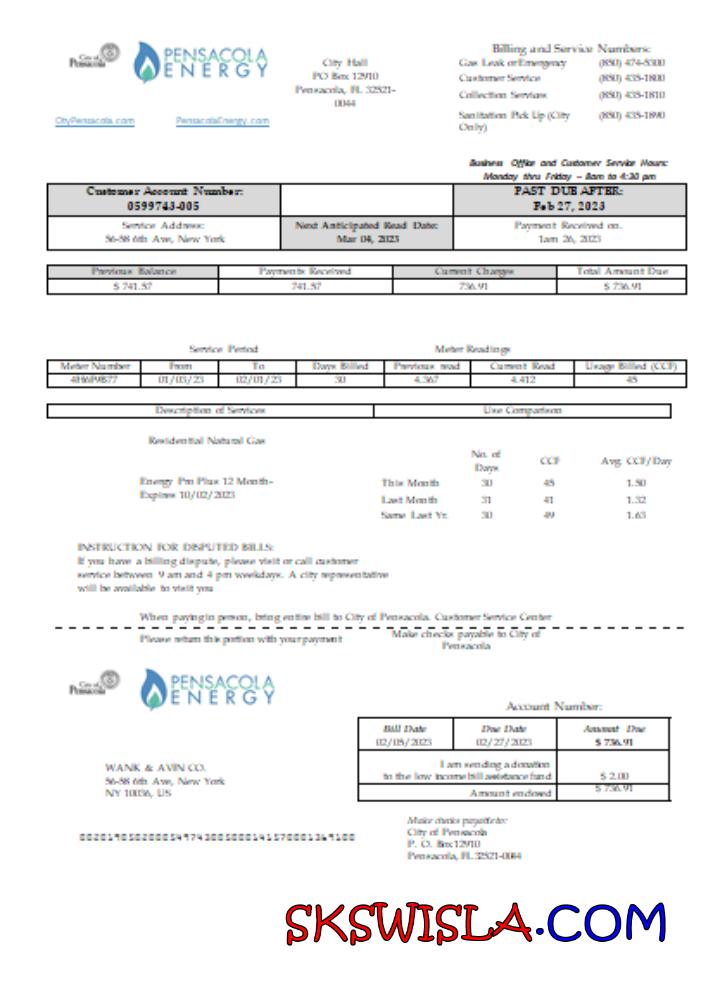 City of
Pensacola
PENSACOLA
ENERGY
City Hall
PO Box 12910
Pensacola, FL 32521-
0044
Billing and Service Numbers:
Gas Leak or Emergency (850) 474-5300
Customer Service (850) 435-1800
Collection Services (850) 435-1810
Sanitation Pick Up (City (850) 435-1890
Only)
CityPensacola.com PensacolaEnergy.com
Business Office and Customer Service Hours:
Monday thru Friday – 8am to 4:30 pm
Customer Account Number: PAST DUE AFTER:
0599743-005 Feb 27, 2023
Service Address: Next Anticipated Read Date: Payment Received on.
56-58 6th Ave, New York Mar 04, 2023 1am 26, 2023
Previous Balance Payments Received Current Charges Total Amount Due
$ 741.57 741.57 736.91 $ 736.91
Service Period Meter Readings
Meter Number From To Days Billed Previous read Current Read Usage Billed (CCF)
01/03/23 02/01/23 30 4.367 4.412 45
Description of Services Use Comparison
Residential Natural Gas
No. of
Days CCF Avg. CCF/Day
Energy Pro Plus 12 Month-
Expires 10/02/2023
This Month 30 45 1.50
Last Month 31 41 1.32
Same Last Yr. 30 49 1.63
INSTRUCTION FOR DISPUTED BILLS:
If you have a billing dispute, please visit or call customer
service between 9 am and 4 pm weekdays. A city representative
will be available to visit you
When paying in person, bring entire bill to City of Pensacola. Customer Service Center
Please return this portion with your payment
Make checks payable to City of
Pensacola
City of
Pensacola
PENSACOLA
ENERGY
Account Number:
Bill Date Due Date Amount Due
02/05/2023 02/27/2023 $ 736.91
I am sending a donation
to the low income bill assistance fund $ 2.00
Amount enclosed $ 736.91
WANK & AVIN CO.
56-58 6th Ave, New York
NY 10036, US
Make checks payable to:
City of Pensacola
P. O. Box 12910
Pensacola, FL 32521-0044
SKSWISLA.COM